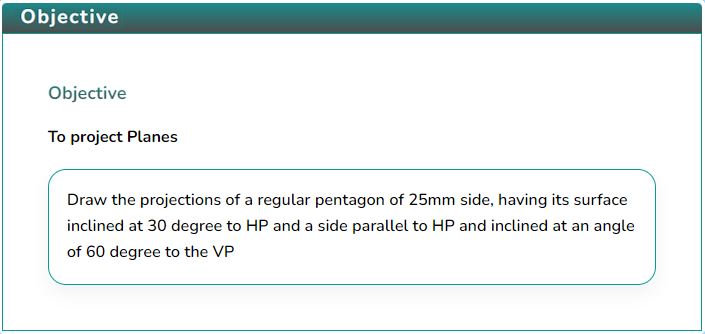 Objective
Objective
To project Planes
Draw the projections of a regular pentagon of 25mm side, having its surface
inclined at 30 degree to HP and a side parallel to HP and inclined at an angle
of 60 degree to the VP